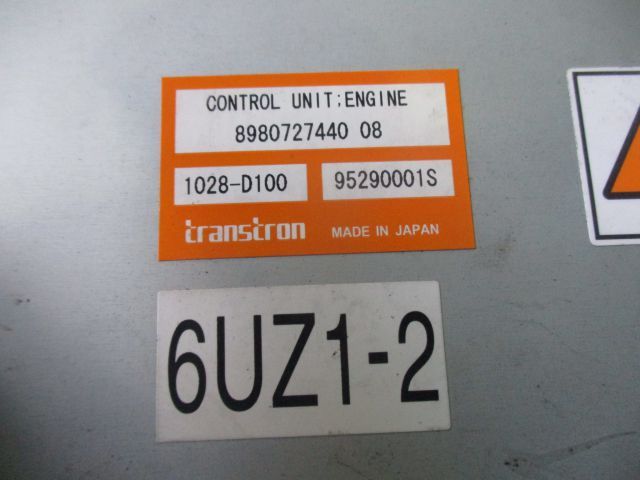 CONTROL UNIT;ENGINE
8980727440 08
1028-D100 95290001S
transtron MADE IN JAPAN
6UZ1-2